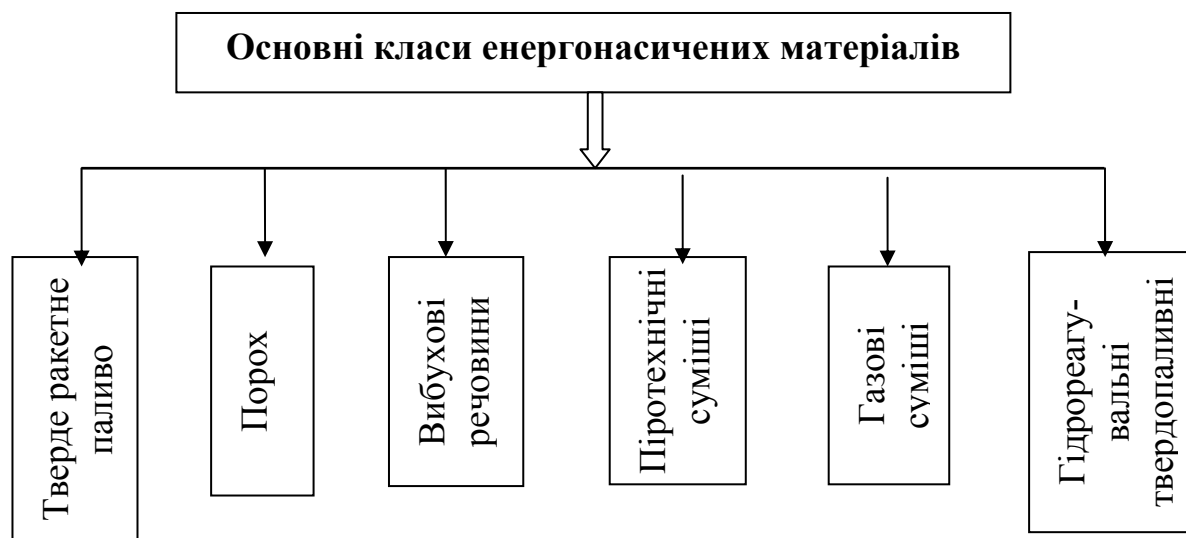 Основні класи енергонасичених матеріалів
Тверде ракетне
паливо
Порох
Вибухові
речовини
Піротехнічні
суміші
Газові
суміші
Гідрореагу-
вальні
твердопаливні